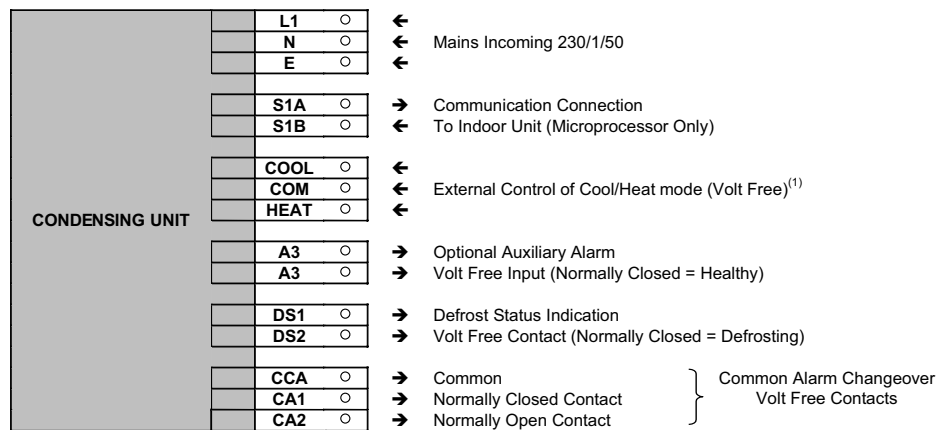 L1
N Mains Incoming 230/1/50
E
S1A Communication Connection
S1B To Indoor Unit (Microprocessor Only)
COOL
COM External Control of Cool/Heat mode (Volt Free)(1)
HEAT
CONDENSING UNIT
A3 Optional Auxiliary Alarm
A3 Volt Free Input (Normally Closed = Healthy)
DS1 Defrost Status Indication
DS2 Volt Free Contact (Normally Closed = Defrosting)
CCA Common Common Alarm Changeover
CA1 Normally Closed Contact Volt Free Contacts
CA2 Normally Open Contact